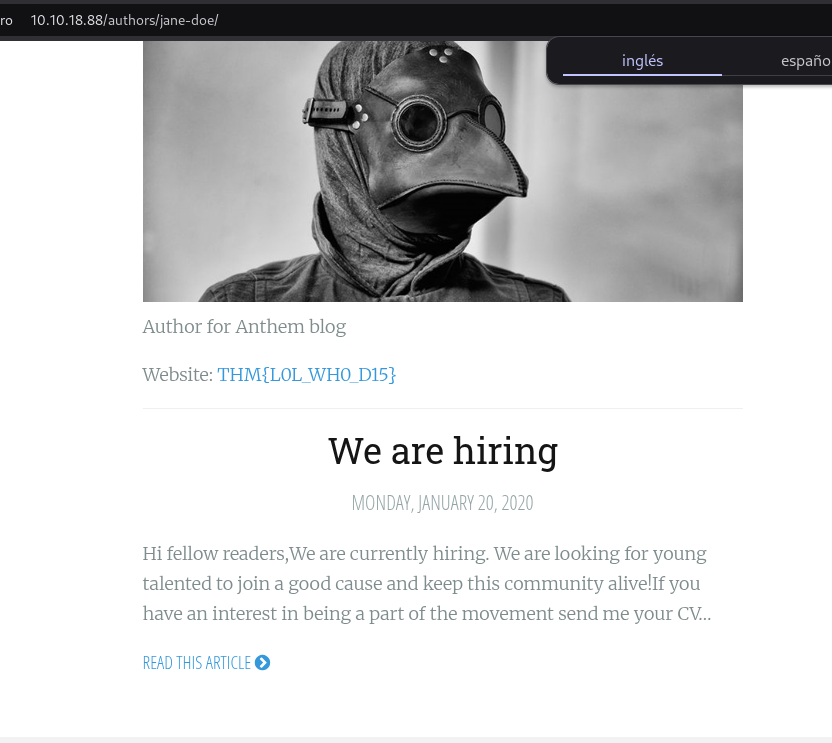 ro 10.10.18.88/authors/jane-doe/
inglés españo
Author for Anthem blog
Website: THM{L0L_WH0_D15}
We are hiring
MONDAY, JANUARY 20, 2020
Hi fellow readers,We are currently hiring. We are looking for young
talented to join a good cause and keep this community alive!If you
have an interest in being a part of the movement send me your CV...
READ THIS ARTICLE